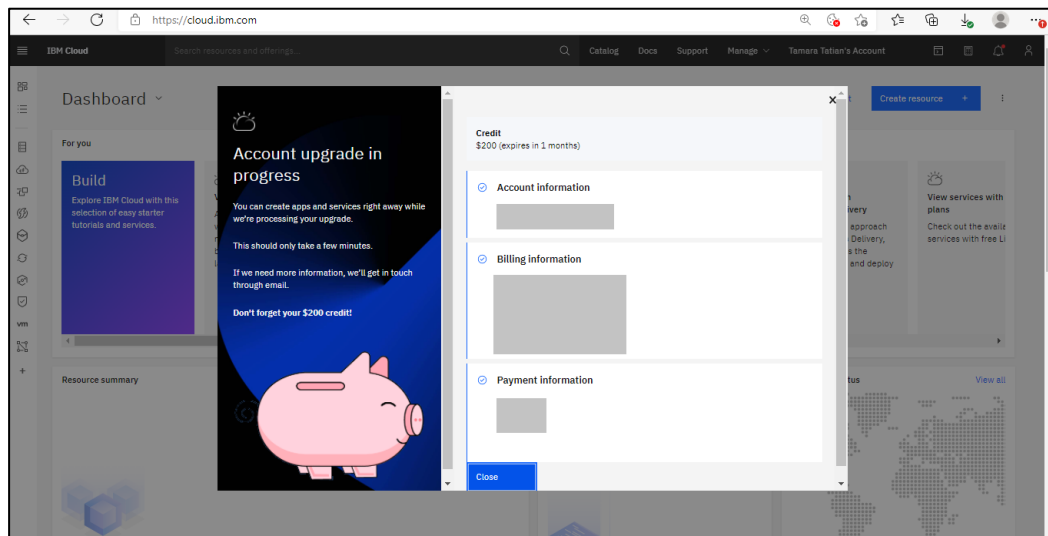 https://cloud.ibm.com
IBM Cloud
Search resources and offerings...
Catalog
Docs
Support
Manage
Tamara Tatian's Account
Dashboard
Create resource +
For you
Build
Explore IBM Cloud with this
selection of easy starter
tutorials and services.
Account upgrade in
progress
You can create apps and services right away while
we're processing your upgrade.
This should only take a few minutes.
If we need more information, we'll get in touch
through email.
Don't forget your $200 credit!
Credit
$200 (expires in 1 months)
Account information
Billing information
Payment information
Close
approach
Delivery,
s the
and deploy
View services with
plans
Check out the availa
services with free Li
vm
Resource summary
tus
View all